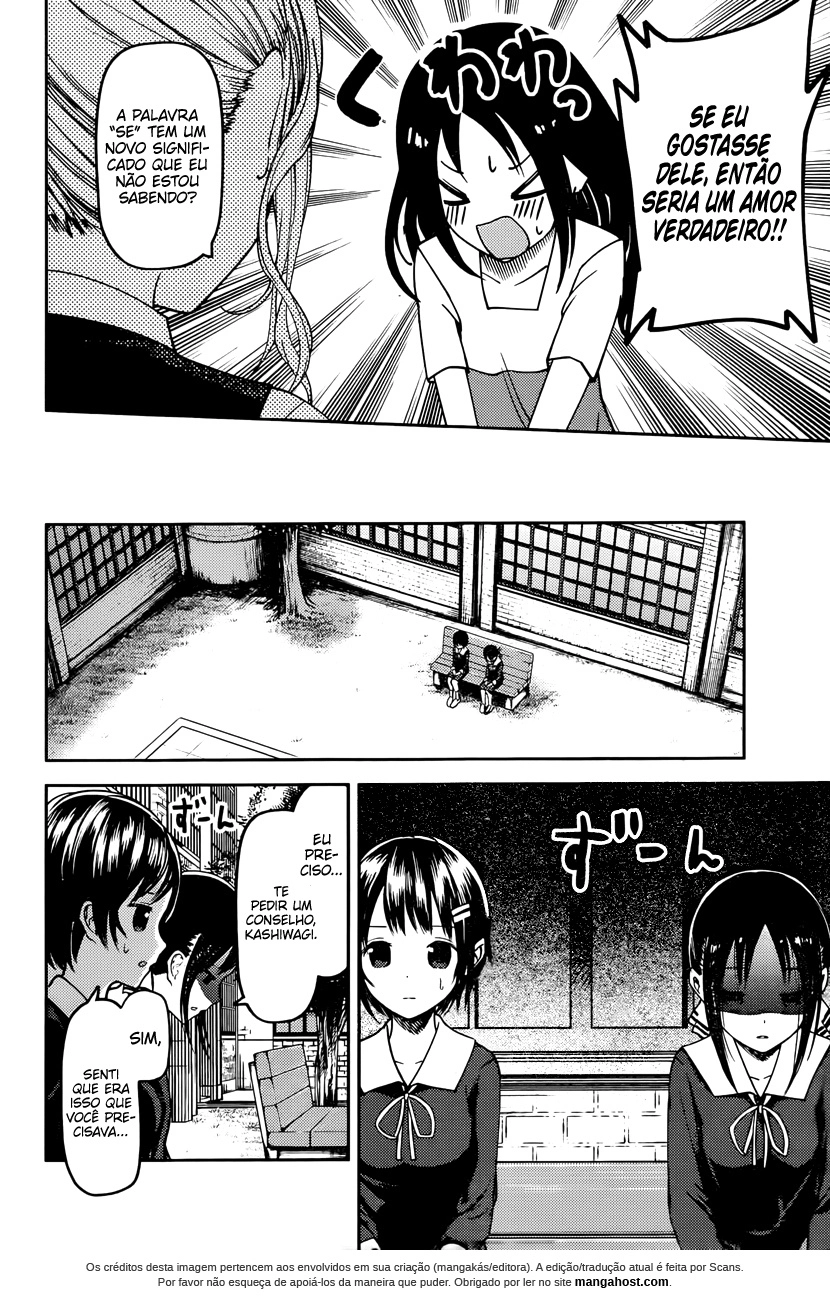 SE EU
GOSTASSE
DELE, ENTÃO
SERIA UM AMOR
VERDADEIRO!!
わわっ
く
A PALAVRA
“SE” TEM UM
NOVO SIGNIFI-
CADO QUE EU
NÃO ESTOU
SABENDO?
ずーん
EU
PRE-
CISO...
TE
PEDIR UM
CONSELHO,
KASHIWAGI.
SIM,
SENTI
QUE ERA
ISSO QUE
VOCÊ PRE-
CISAVA...
ずーん
Os créditos desta imagem pertencem aos envolvidos em sua criação (mangakás/editora). A edição/tradução atual é feita por Scans.
Por favor não esqueça de apoiá-los da maneira que puder. Obrigado por ler no site mangahost.com.